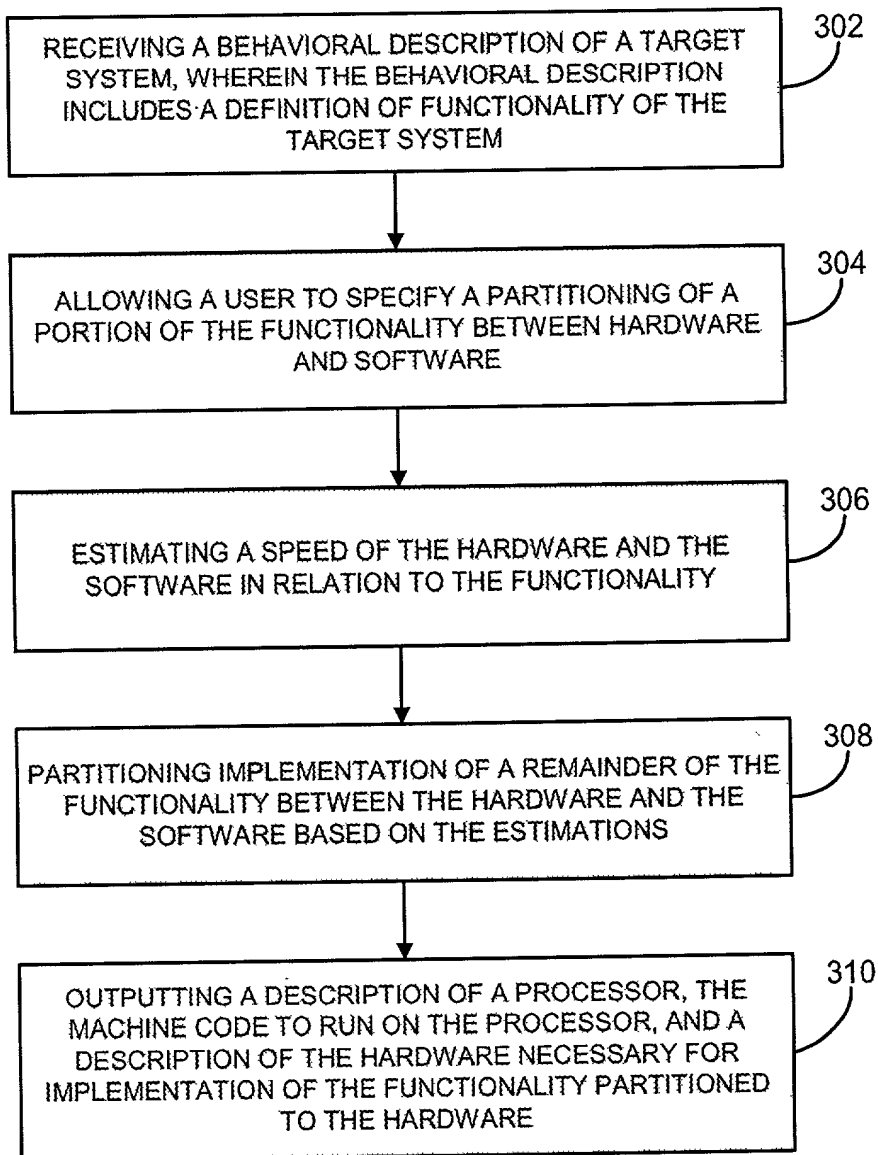 RECEIVING A BEHAVIORAL DESCRIPTION OF A TARGET
SYSTEM, WHEREIN THE BEHAVIORAL DESCRIPTION
INCLUDES A DEFINITION OF FUNCTIONALITY OF THE
TARGET SYSTEM
302
ALLOWING A USER TO SPECIFY A PARTITIONING OF A
PORTION OF THE FUNCTIONALITY BETWEEN HARDWARE
AND SOFTWARE
304
ESTIMATING A SPEED OF THE HARDWARE AND THE
SOFTWARE IN RELATION TO THE FUNCTIONALITY
306
PARTITIONING IMPLEMENTATION OF A REMAINDER OF THE
FUNCTIONALITY BETWEEN THE HARDWARE AND THE
SOFTWARE BASED ON THE ESTIMATIONS
308
OUTPUTTING A DESCRIPTION OF A PROCESSOR, THE
MACHINE CODE TO RUN ON THE PROCESSOR, AND A
DESCRIPTION OF THE HARDWARE NECESSARY FOR
IMPLEMENTATION OF THE FUNCTIONALITY PARTITIONED
TO THE HARDWARE
310